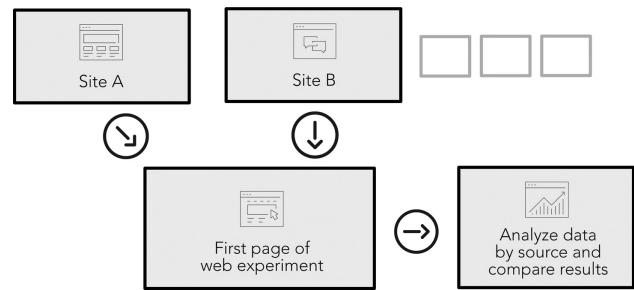 Site A
Site B
First page of
web experiment
Analyze data
by source and
compare results